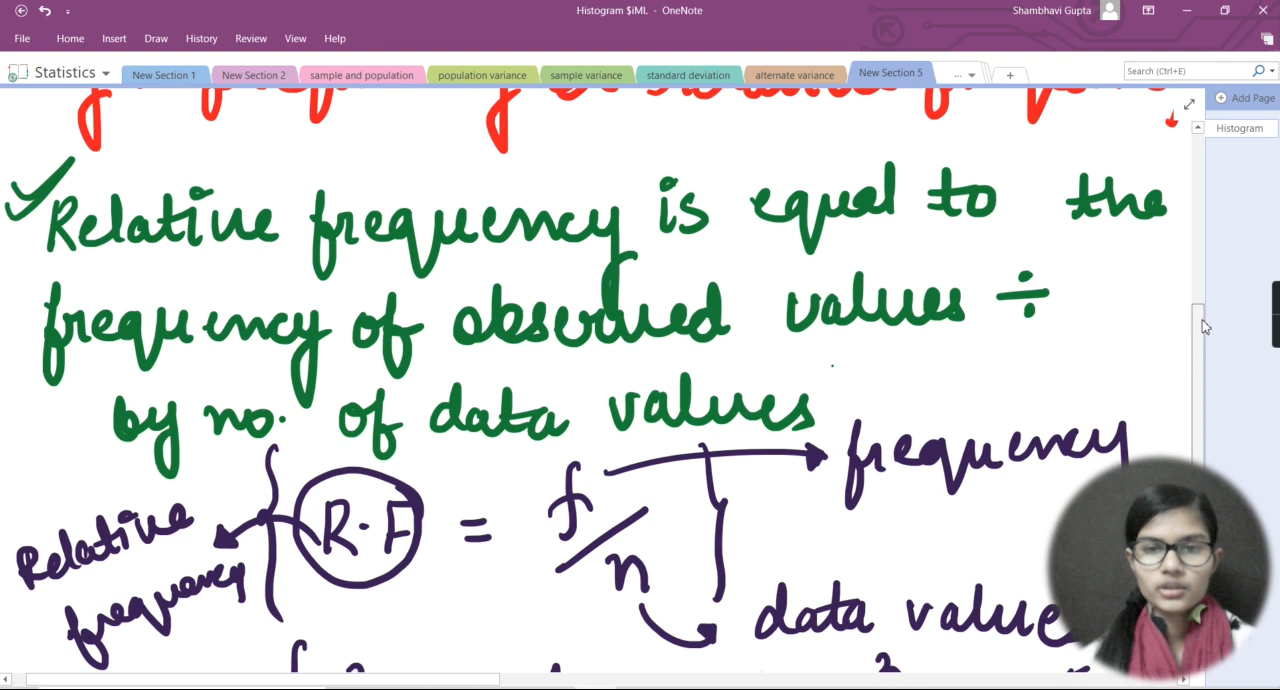 Histogram $iML - OneNote
Shambhavi Gupta
File Home Insert Draw History Review View Help
Statistics
New Section 1 New Section 2 sample and population population variance sample variance standard deviation alternate variance New Section 5 ...
Search (Ctrl+E)
Add Page
Histogram
Relative frequency is equal to the
frequency of observed values ÷
by no. of data values
Relative frequency
R.F = f/n
frequency
data value